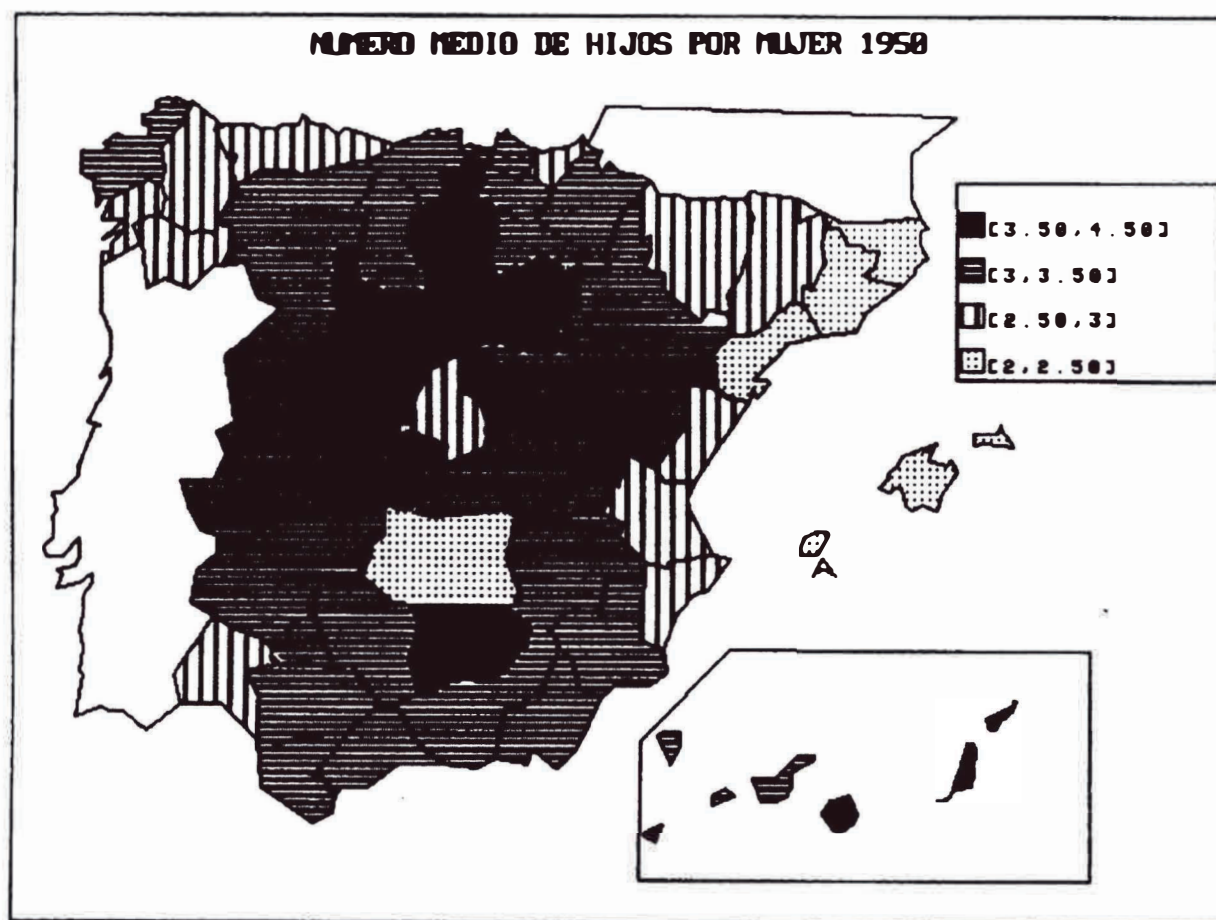 NUMERO MEDIO DE HIJOS POR MUJER 1950
[3.50,4.50]
[3,3.50]
[2.50,3]
[2,2.50]
A